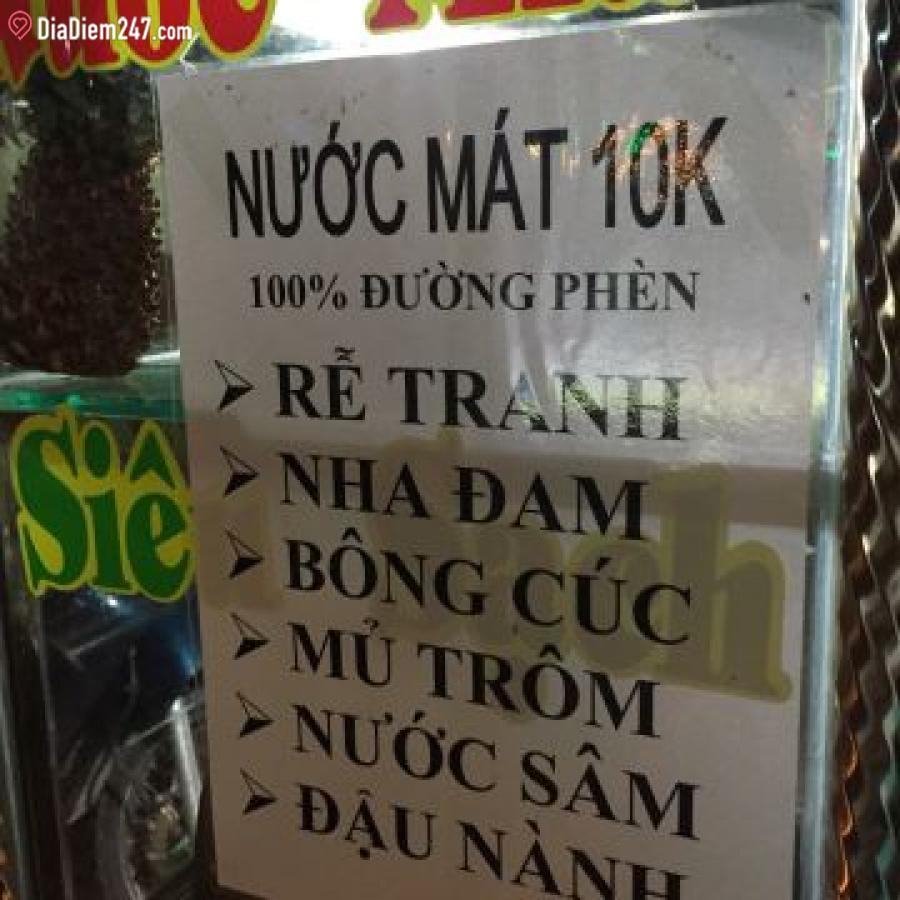 DiaDiem247.com
NƯỚC MÁT 10K
100% ĐƯỜNG PHÈN
RỄ TRANH
NHA ĐAM
Siê
BÔNG CÚC
MỦ TRÔM
NƯỚC SÂM
ĐẬU NÀNH